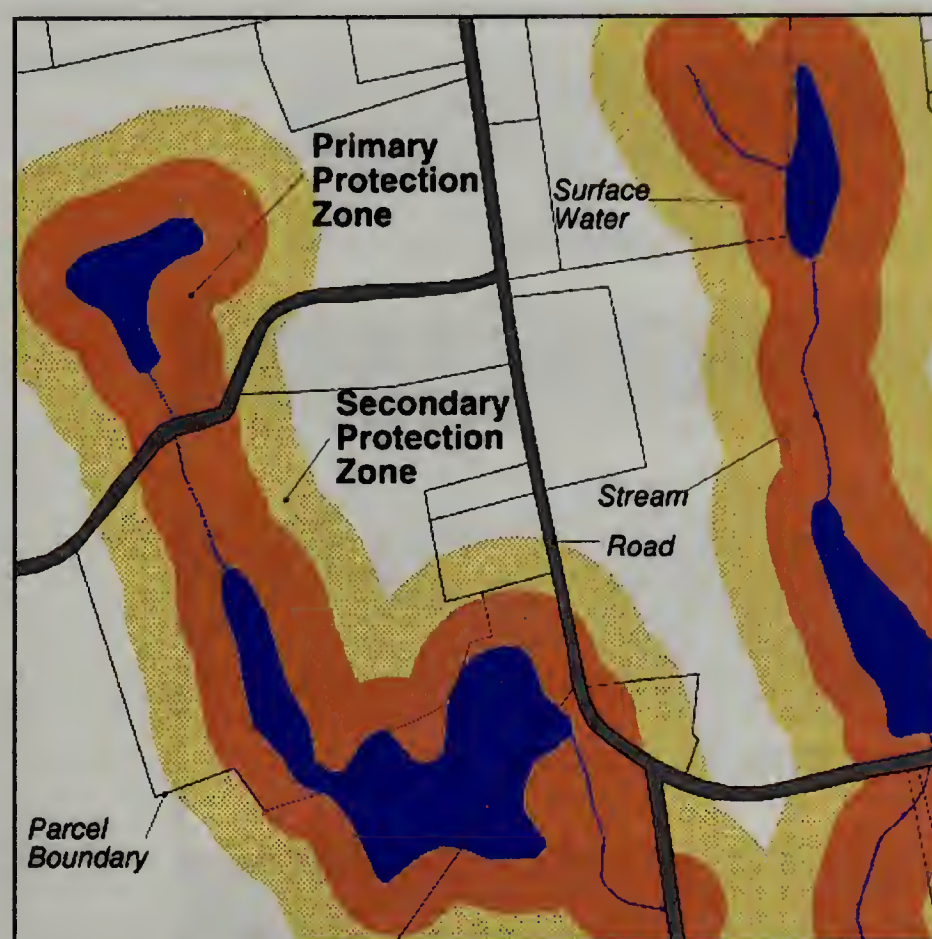 Primary
Protection
Zone
Surface
Water
Secondary
Protection
Zone
Stream
Road
Parcel
Boundary